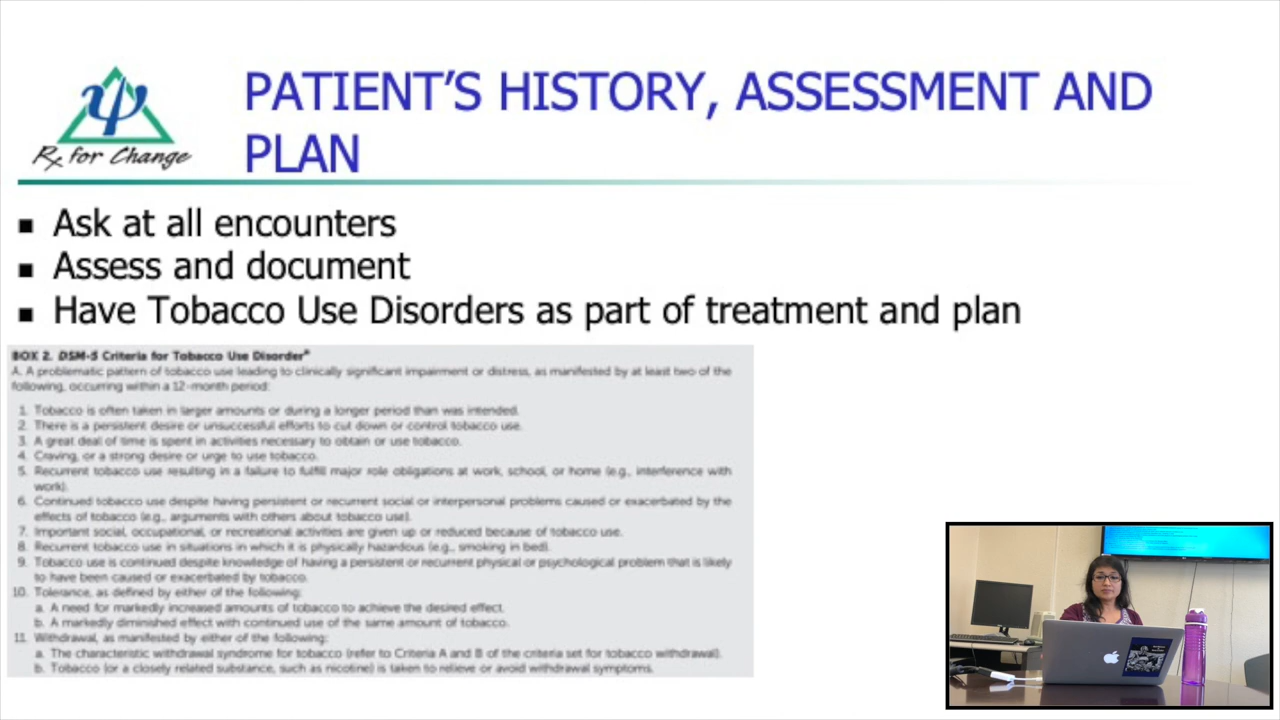 PATIENT'S HISTORY, ASSESSMENT AND
PLAN
Rx for Change
■ Ask at all encounters
■ Assess and document
■ Have Tobacco Use Disorders as part of treatment and plan
BOX 2. DSM-5 Criteria for Tobacco Use Disorder
A. A problematic pattern of tobacco use leading to clinically significant impairment or distress, as manifested by at least two of the
following, occurring within a 12-month period:
1. Tobacco is often taken in larger amounts or during a longer period than was intended.
2. There is a persistent desire or unsuccessful efforts to cut down or control tobacco use.
3. A great deal of time is spent in activities necessary to obtain or use tobacco.
4. Craving, or a strong desire or urge to use tobacco.
5. Recurrent tobacco use resulting in a failure to fulfill major role obligations at work, school, or home (e.g., interference with
work).
6. Continued tobacco use despite having persistent or recurrent social or interpersonal problems caused or exacerbated by the
effects of tobacco (e.g., arguments with others about tobacco use).
7. Important social, occupational, or recreational activities are given up or reduced because of tobacco use.
8. Recurrent tobacco use in situations in which it is physically hazardous (e.g., smoking in bed).
9. Tobacco use is continued despite knowledge of having a persistent or recurrent physical or psychological problem that is likely
to have been caused or exacerbated by tobacco.
10. Tolerance, as defined by either of the following:
a. A need for markedly increased amounts of tobacco to achieve the desired effect.
b. A markedly diminished effect with continued use of the same amount of tobacco.
11. Withdrawal, as manifested by either of the following:
a. The characteristic withdrawal syndrome for tobacco (refer to Criteria A and B of the criteria set for tobacco withdrawal).
b. Tobacco (or a closely related substance, such as nicotine) is taken to relieve or avoid withdrawal symptoms.